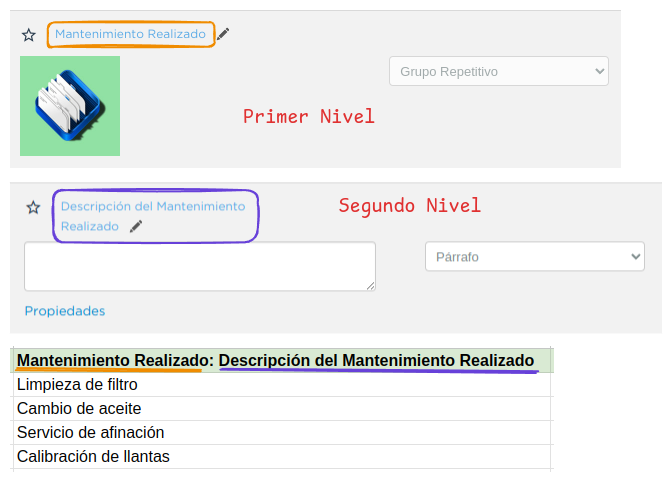 Mantenimiento Realizado
Grupo Repetitivo
Primer Nivel
Descripción del Mantenimiento
Realizado
Segundo Nivel
Párrafo
Propiedades
Mantenimiento Realizado: Descripción del Mantenimiento Realizado
Limpieza de filtro
Cambio de aceite
Servicio de afinación
Calibración de llantas